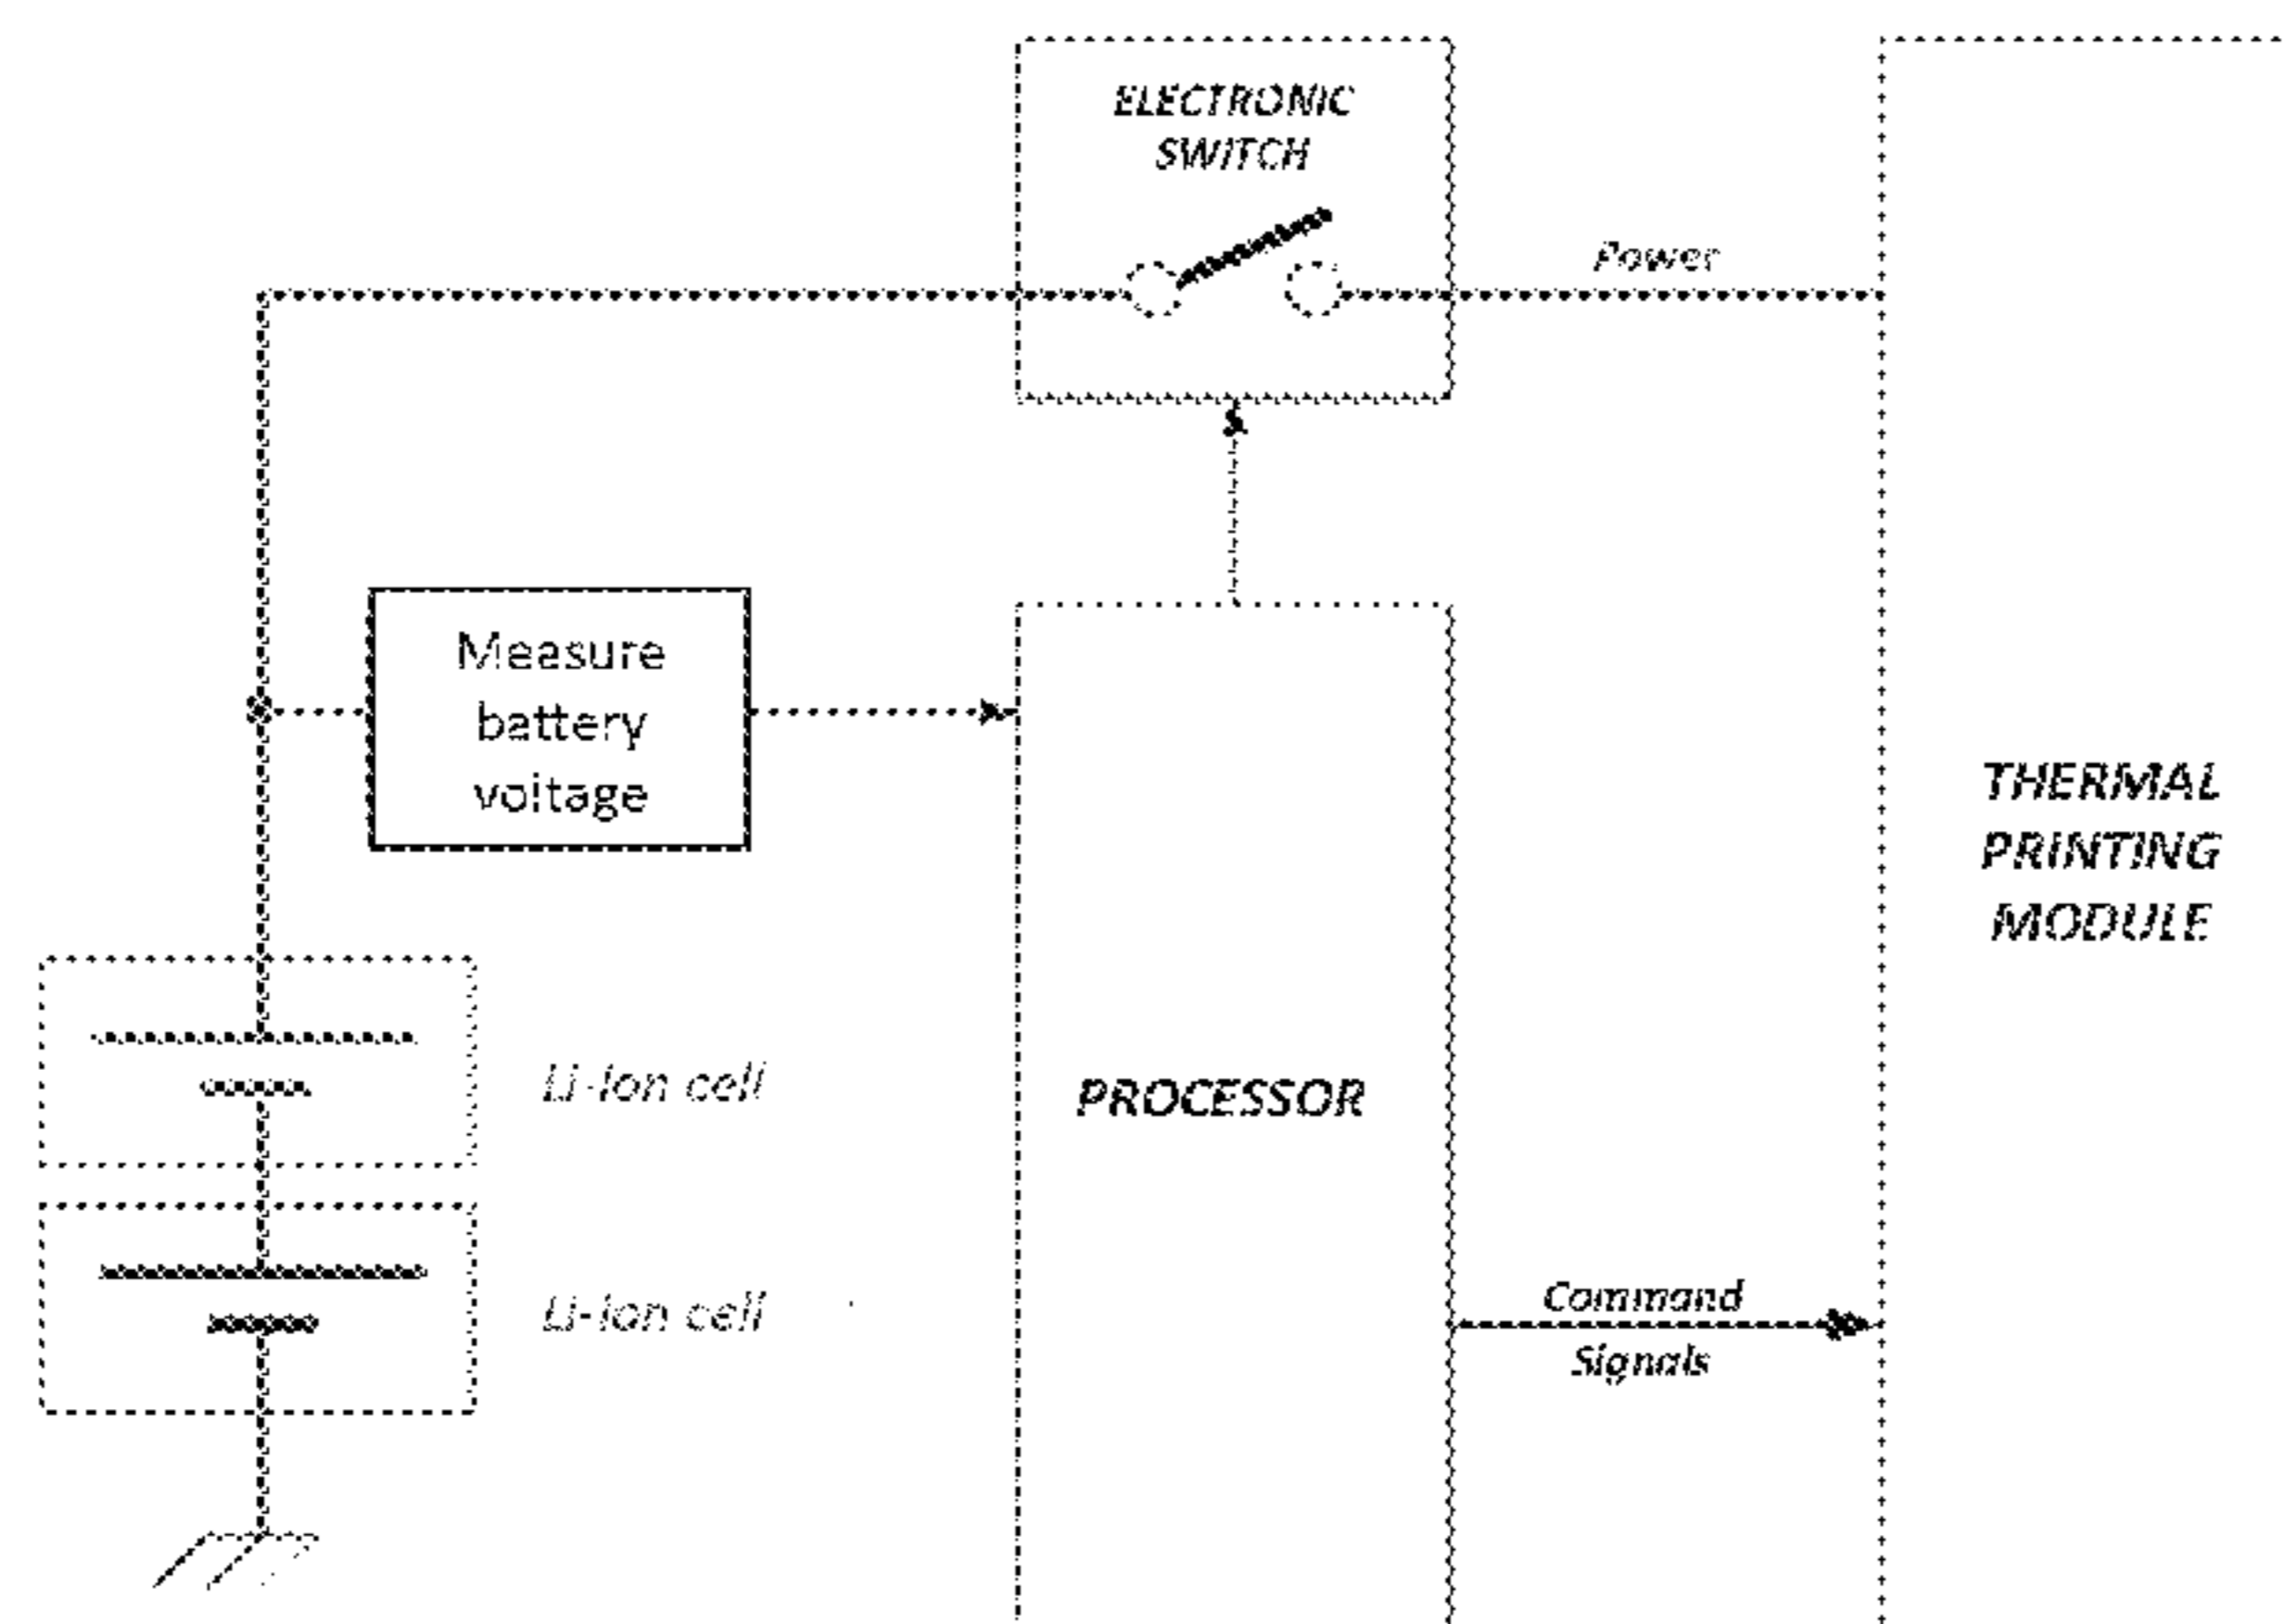 ELECTRONIC
SWITCH
Power
Measure
battery
voltage
THERMAL
PRINTING
MODULE
Li-Ion cell
PROCESSOR
Li-Ion cell
Command
Signals